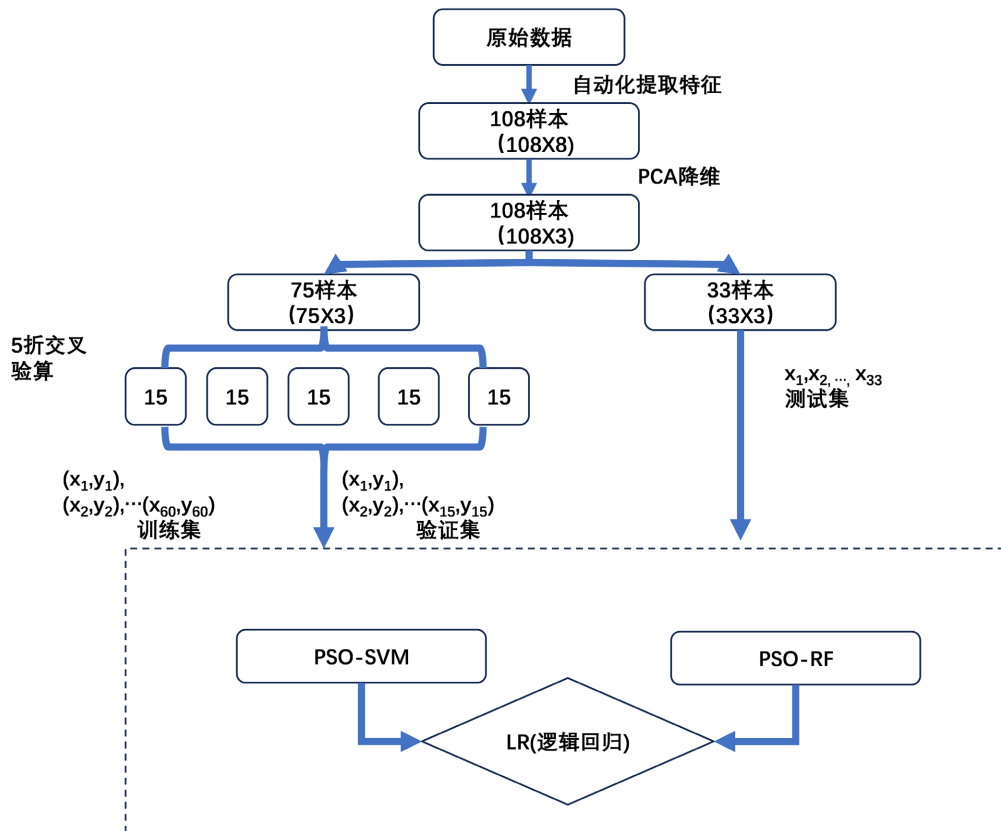 原始数据
自动化提取特征
108样本
(108X8)
PCA降维
108样本
(108X3)
75样本
(75X3)
33样本
(33X3)
5折交叉
验算
15
15
15
15
15
x1,x2, ..., x33
测试集
(x1,y1),
(x2,y2),···(x60,y60)
训练集
(x1,y1),
(x2,y2),···(x15,y15)
验证集
PSO-SVM
PSO-RF
LR(逻辑回归)